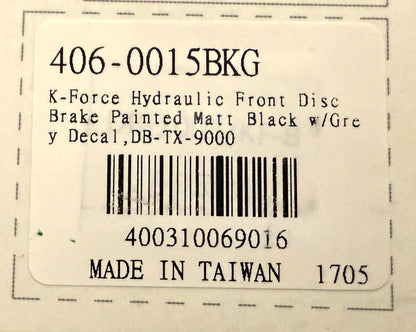 406-0015BKG
K-Force Hydraulic Front Disc
Brake Painted Matt Black w/Gre
y Decal,DB-TX-9000
400310069016
MADE IN TAIWAN 1705